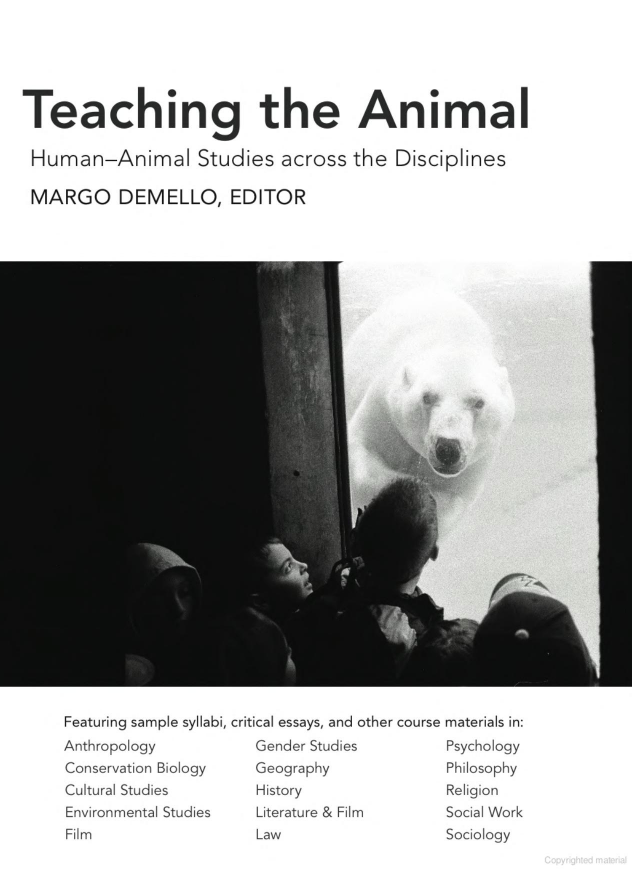 Teaching the Animal
Human–Animal Studies across the Disciplines
MARGO DEMELLO, EDITOR
Featuring sample syllabi, critical essays, and other course materials in:
Anthropology
Conservation Biology
Cultural Studies
Environmental Studies
Film
Gender Studies
Geography
History
Literature & Film
Law
Psychology
Philosophy
Religion
Social Work
Sociology
Copyrighted material